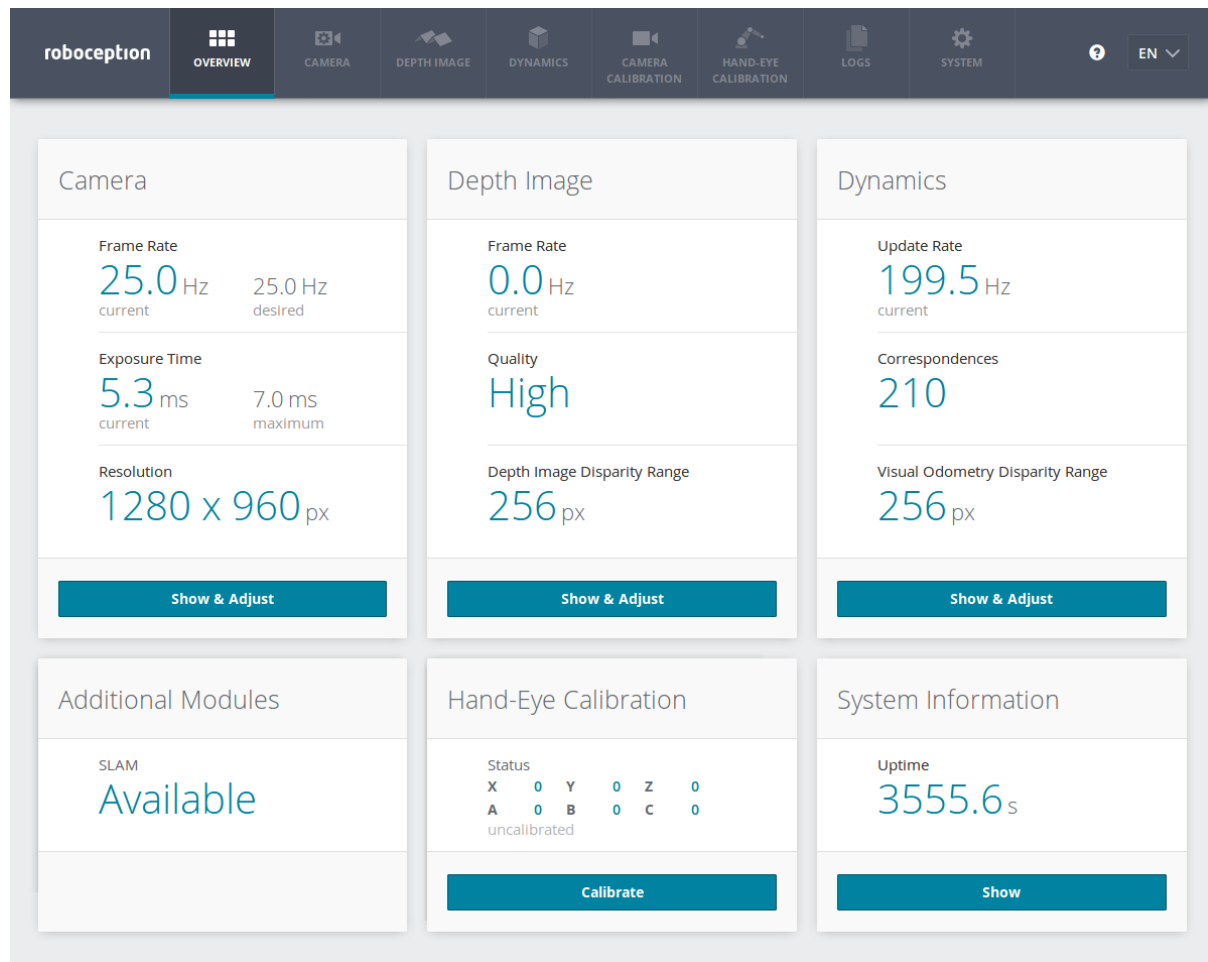 roboception
OVERVIEW
CAMERA
DEPTH IMAGE
DYNAMICS
CAMERA
CALIBRATION
HAND-EYE
CALIBRATION
LOGS
SYSTEM
?
EN
Camera
Frame Rate
25.0 Hz 25.0 Hz
current desired
Exposure Time
5.3 ms 7.0 ms
current maximum
Resolution
1280 x 960 px
Show & Adjust
Depth Image
Frame Rate
0.0 Hz
current
Quality
High
Depth Image Disparity Range
256 px
Show & Adjust
Dynamics
Update Rate
199.5 Hz
current
Correspondences
210
Visual Odometry Disparity Range
256 px
Show & Adjust
Additional Modules
SLAM
Available
Hand-Eye Calibration
Status
X 0 Y 0 Z 0
A 0 B 0 C 0
uncalibrated
Calibrate
System Information
Uptime
3555.6 s
Show